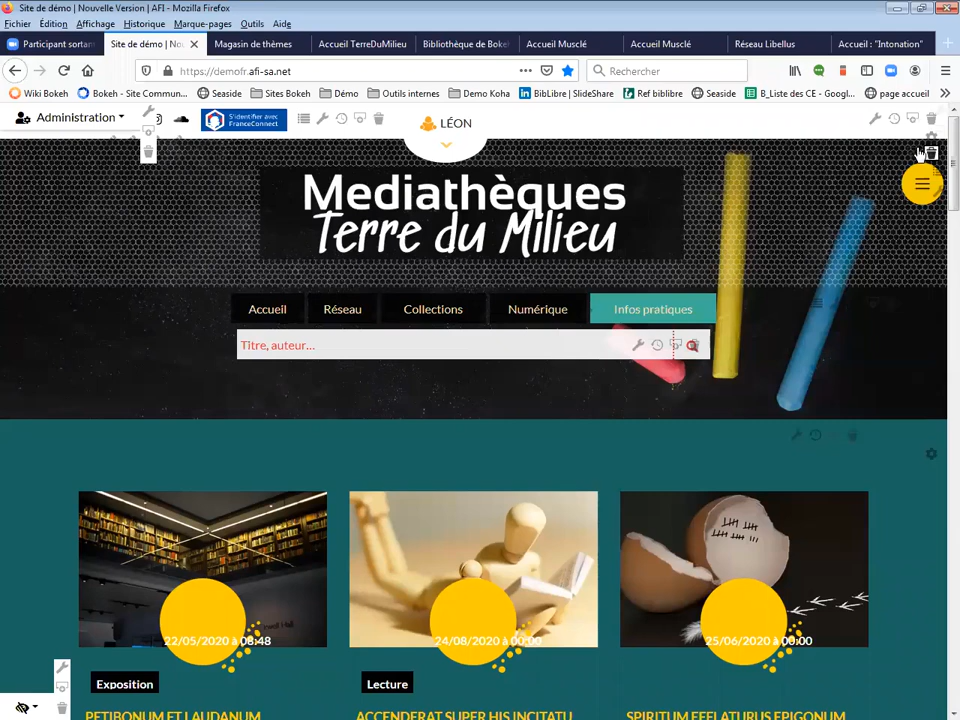 Site de démo | Nouvelle Version | AFI - Mozilla Firefox
Fichier Édition Affichage Historique Marque-pages Outils Aide
Participant sortan
Site de démo | Nou
Magasin de thèmes
Accueil TerreDuMilieu
Bibliothèque de Bokeh
Accueil Musclé
Accueil Musclé
Réseau Libellus
Accueil : "Intonation"
https://demofr.afi-sa.net
Rechercher
Wiki Bokeh Bokeh - Site Commun... Seaside Sites Bokeh Démo Outils internes Demo Koha BibLibre | SlideShare Ref biblibre Seaside B_Liste des CE - Googl... page accueil
Administration
S'identifier avec
FranceConnect
LÉON
Mediathèques
Terre du Milieu
Accueil Réseau Collections Numérique Infos pratiques
Titre, auteur...
22/05/2020 à 08:48
24/08/2020 à 00:00
25/06/2020 à 00:00
Exposition
Lecture
PETIBONUM ET LAUDANUM
ACCENDERAT SUPER HIS INCITATU
SPIRITUM EFFLATURUS EPIGONUM